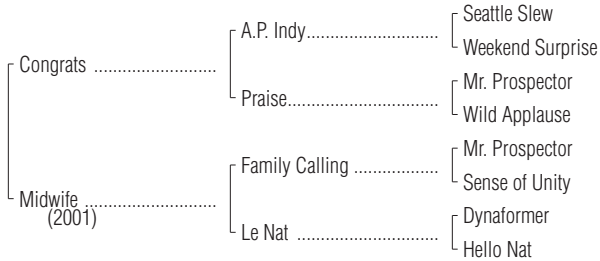 Seattle Slew
A.P. Indy..............................
Weekend Surprise
Congrats ...........................
Mr. Prospector
Praise..................................
Wild Applause
Mr. Prospector
Family Calling ...................
Sense of Unity
Midwife .............................
(2001)
Dynaformer
Le Nat ................................
Hello Nat